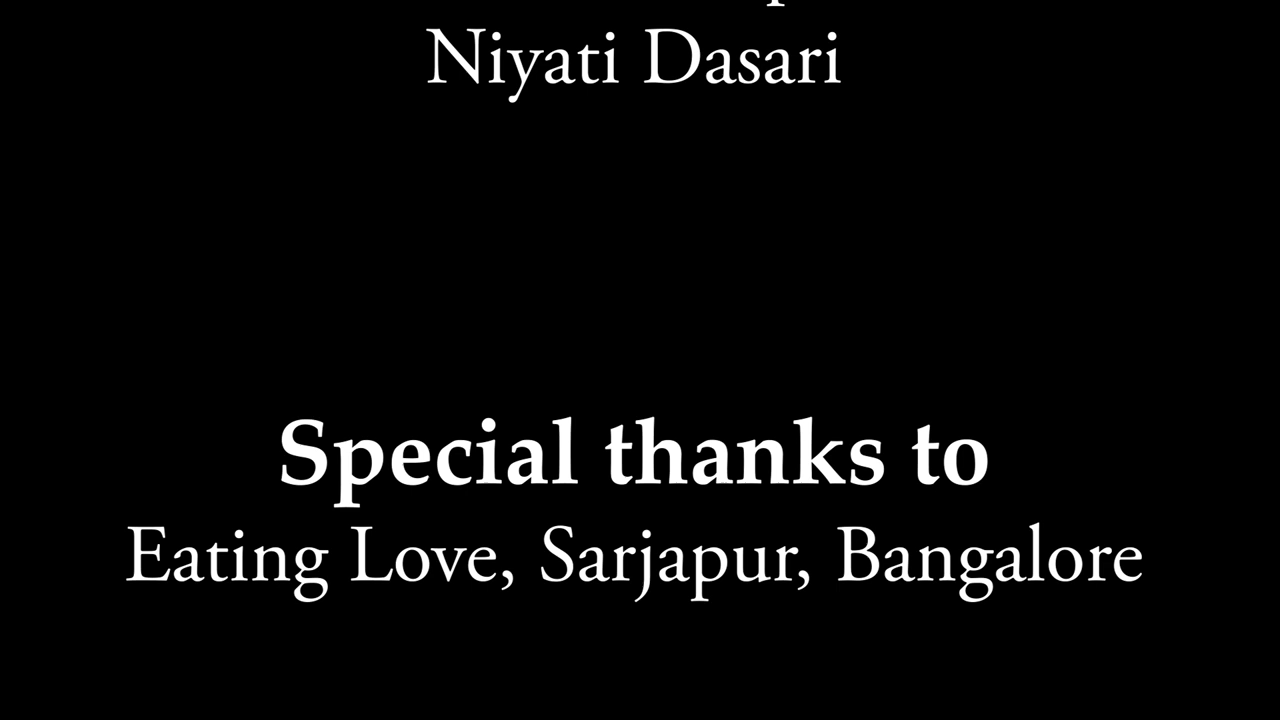 Niyati Dasari
Special thanks to
Eating Love, Sarjapur, Bangalore